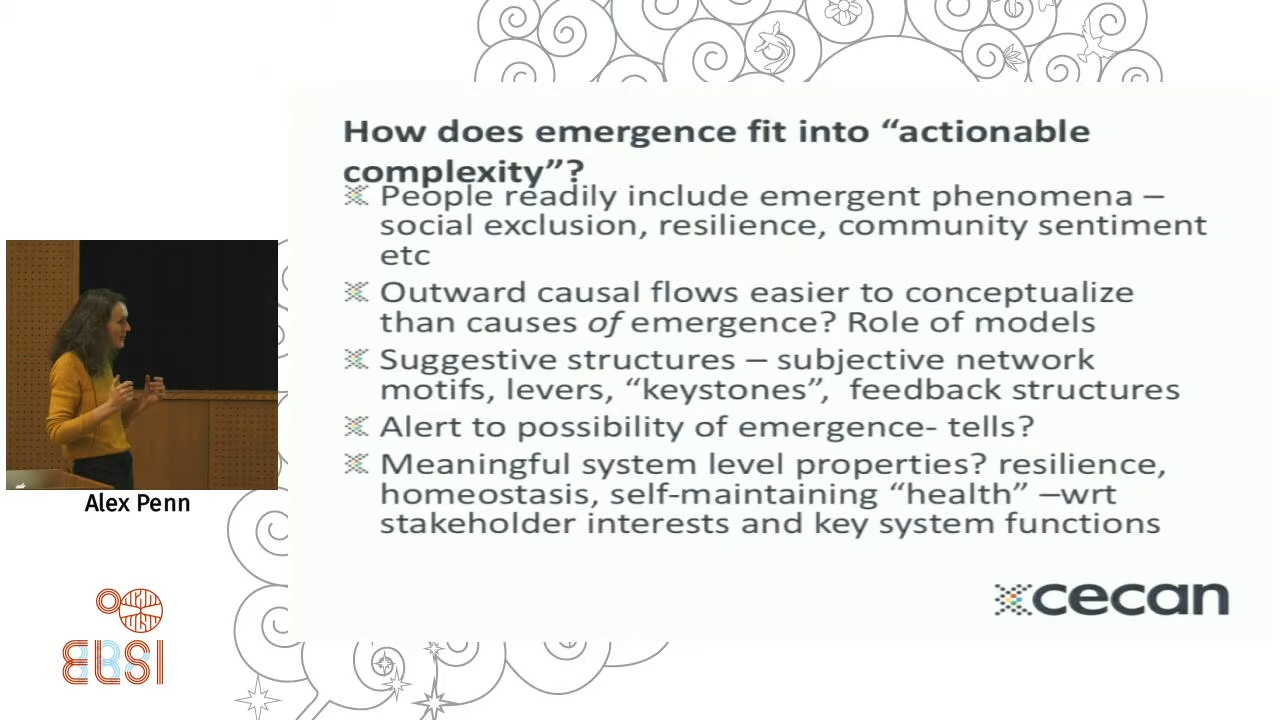 How does emergence fit into “actionable
complexity”?
People readily include emergent phenomena –
social exclusion, resilience, community sentiment
etc
Outward causal flows easier to conceptualize
than causes of emergence? Role of models
Suggestive structures – subjective network
motifs, levers, “keystones”, feedback structures
Alert to possibility of emergence- tells?
Meaningful system level properties? resilience,
homeostasis, self-maintaining “health” –wrt
stakeholder interests and key system functions
cecan
Alex Penn
ELSI